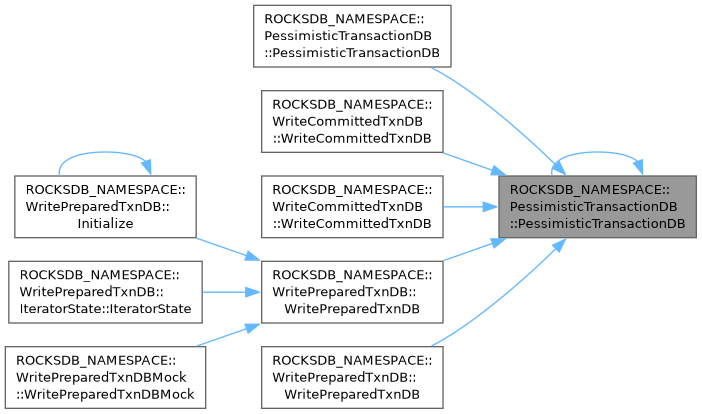 ROCKSDB_NAMESPACE::
PessimisticTransactionDB
::PessimisticTransactionDB
ROCKSDB_NAMESPACE::
WriteCommittedTxnDB
::WriteCommittedTxnDB
ROCKSDB_NAMESPACE::
WritePreparedTxnDB::
Initialize
ROCKSDB_NAMESPACE::
WriteCommittedTxnDB
::WriteCommittedTxnDB
ROCKSDB_NAMESPACE::
PessimisticTransactionDB
::PessimisticTransactionDB
ROCKSDB_NAMESPACE::
WritePreparedTxnDB::
IteratorState::IteratorState
ROCKSDB_NAMESPACE::
WritePreparedTxnDB::
WritePreparedTxnDB
ROCKSDB_NAMESPACE::
WritePreparedTxnDBMock
::WritePreparedTxnDBMock
ROCKSDB_NAMESPACE::
WritePreparedTxnDB::
WritePreparedTxnDB